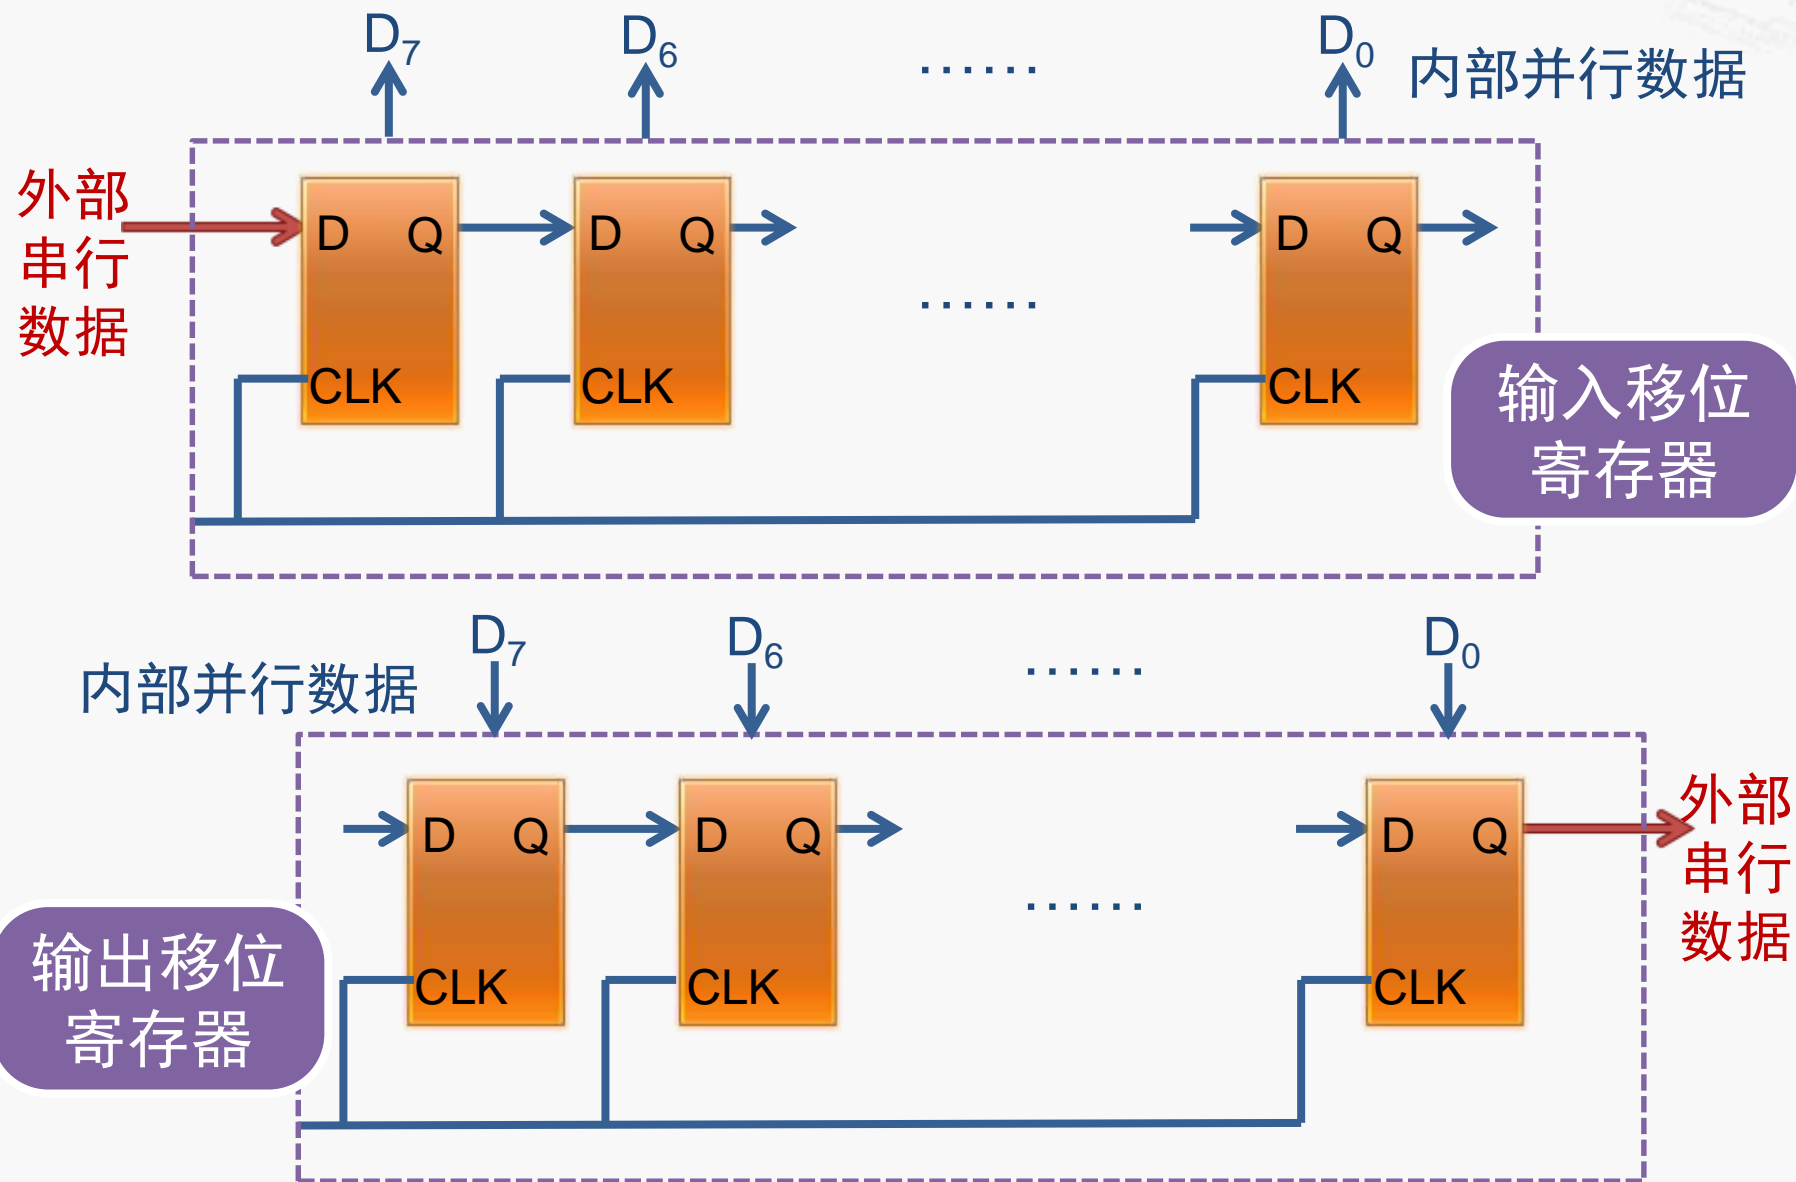 D₇ D₆ ······ D₀ 内部并行数据
外部
串行
数据
D Q D Q D Q
······
CLK CLK CLK
输入移位
寄存器
D₇ D₆ ······ D₀
内部并行数据
D Q D Q D Q
外部
串行
数据
······
CLK CLK CLK
输出移位
寄存器